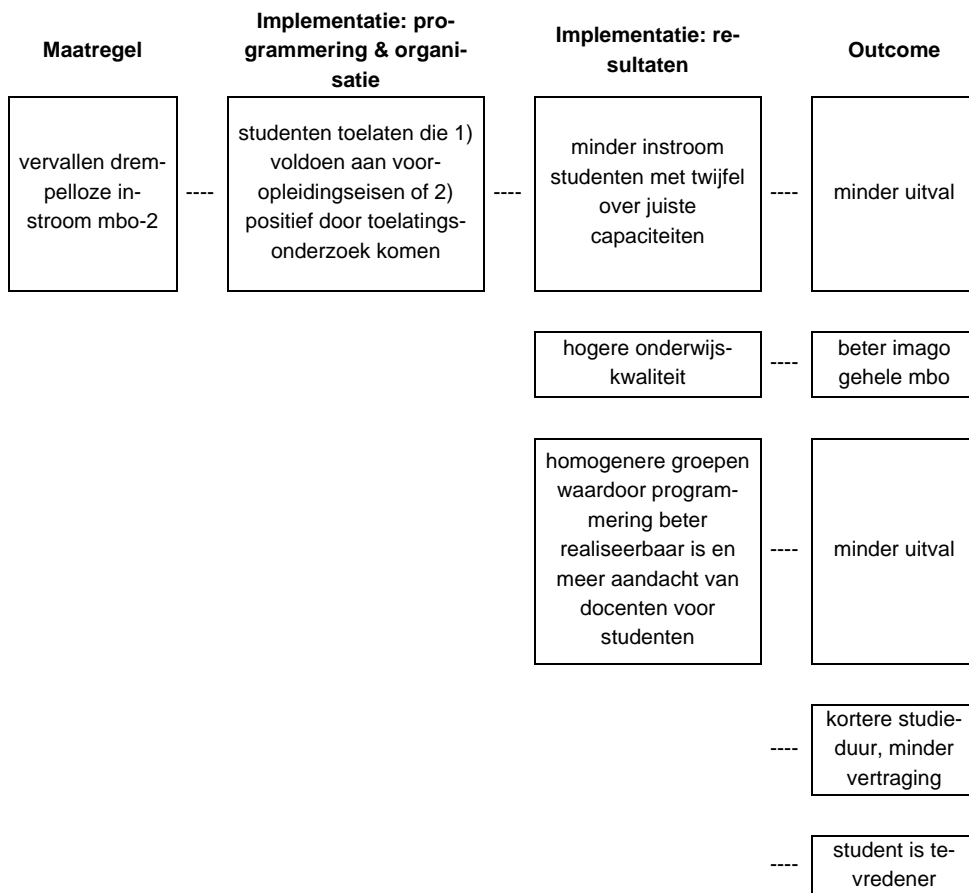 Maatregel
Implementatie: pro-
grammering & organi-
satie
Implementatie: re-
sultaten
Outcome
vervallen drem-
pelloze in-
stroom mbo-2
----
studenten toelaten die 1)
voldoen aan voor-
opleidingseisen of 2)
positief door toelatings-
onderzoek komen
----
minder instroom
studenten met twijfel
over juiste
capaciteiten
----
minder uitval
hogere onderwijs-
kwaliteit
----
beter imago
gehele mbo
homogenere groepen
waardoor program-
mering beter
realiseerbaar is en
meer aandacht van
docenten voor
studenten
----
minder uitval
----
kortere studie-
duur, minder
vertraging
----
student is te-
vredener